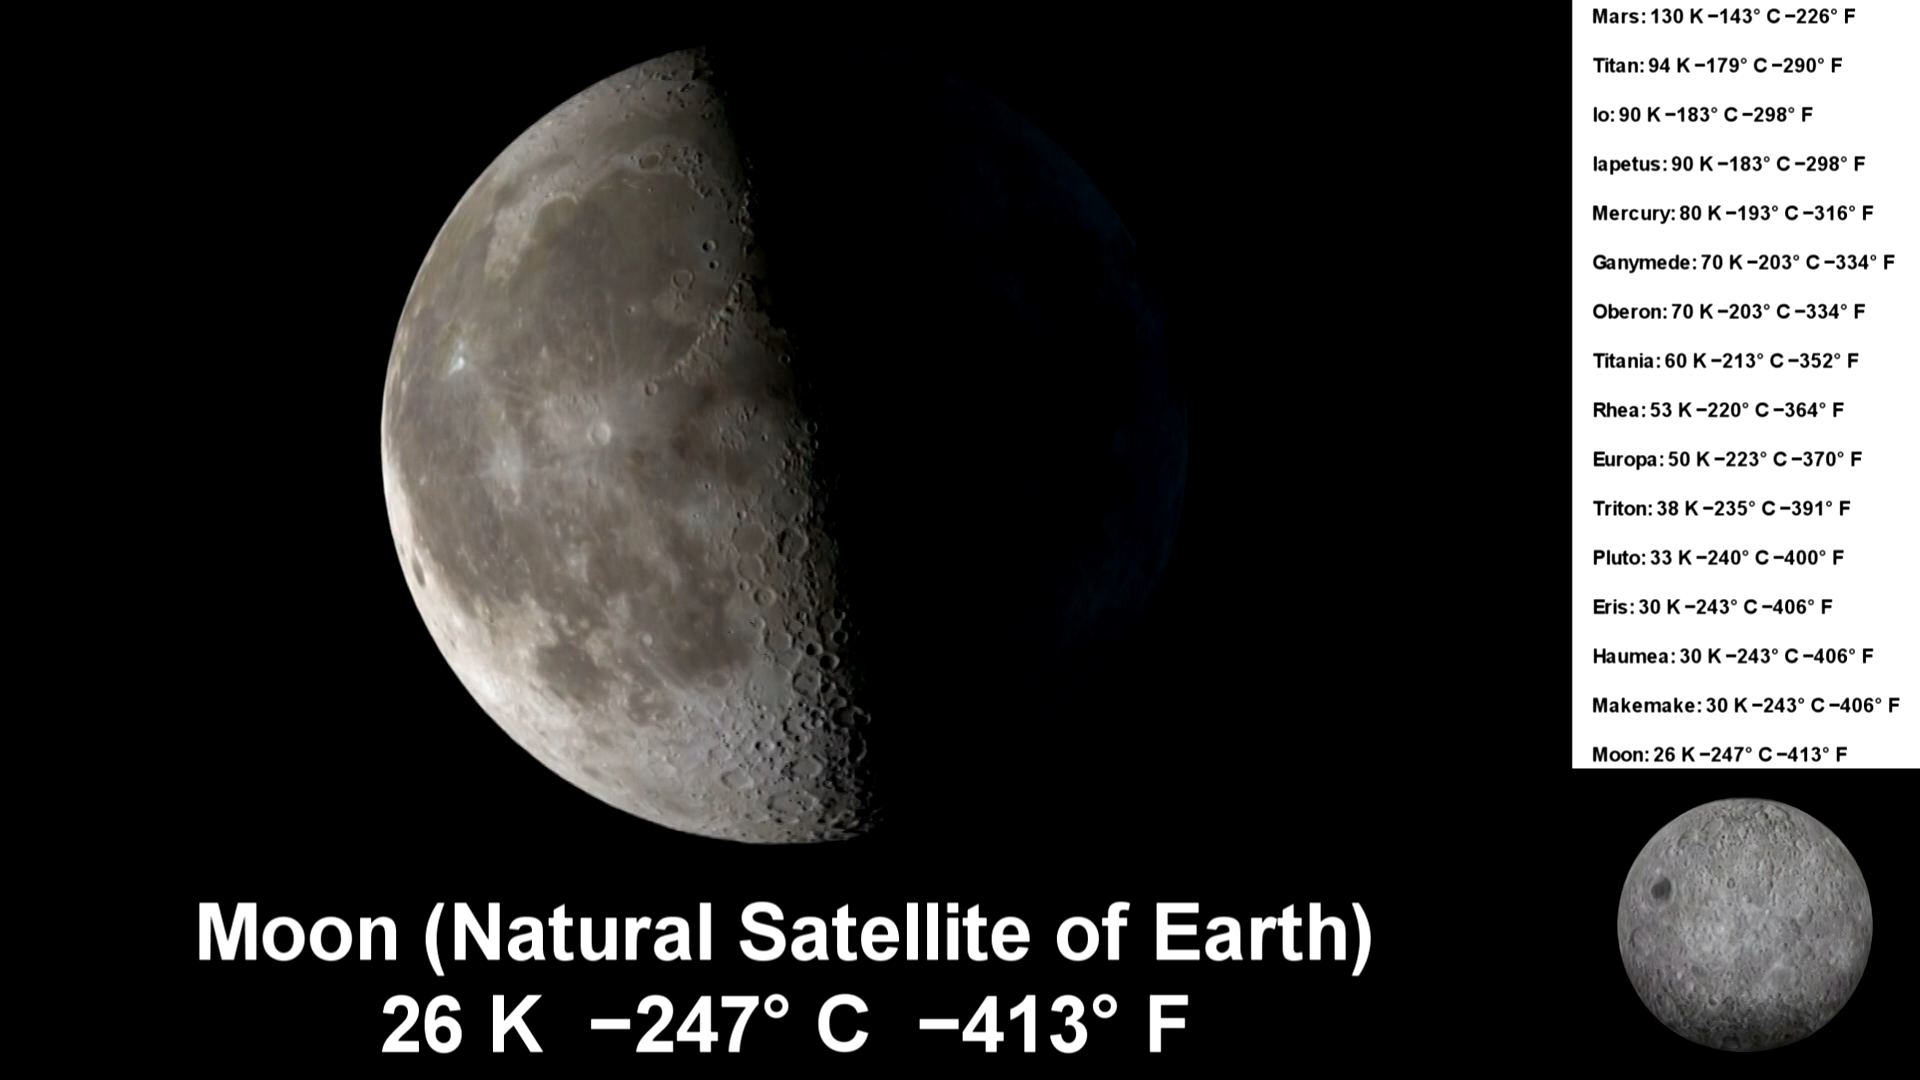 Mars: 130 K −143° C −226° F
Titan: 94 K −179° C −290° F
Io: 90 K −183° C −298° F
Iapetus: 90 K −183° C −298° F
Mercury: 80 K −193° C −316° F
Ganymede: 70 K −203° C −334° F
Oberon: 70 K −203° C −334° F
Titania: 60 K −213° C −352° F
Rhea: 53 K −220° C −364° F
Europa: 50 K −223° C −370° F
Triton: 38 K −235° C −391° F
Pluto: 33 K −240° C −400° F
Eris: 30 K −243° C −406° F
Haumea: 30 K −243° C −406° F
Makemake: 30 K −243° C −406° F
Moon: 26 K −247° C −413° F
Moon (Natural Satellite of Earth)
26 K −247° C −413° F